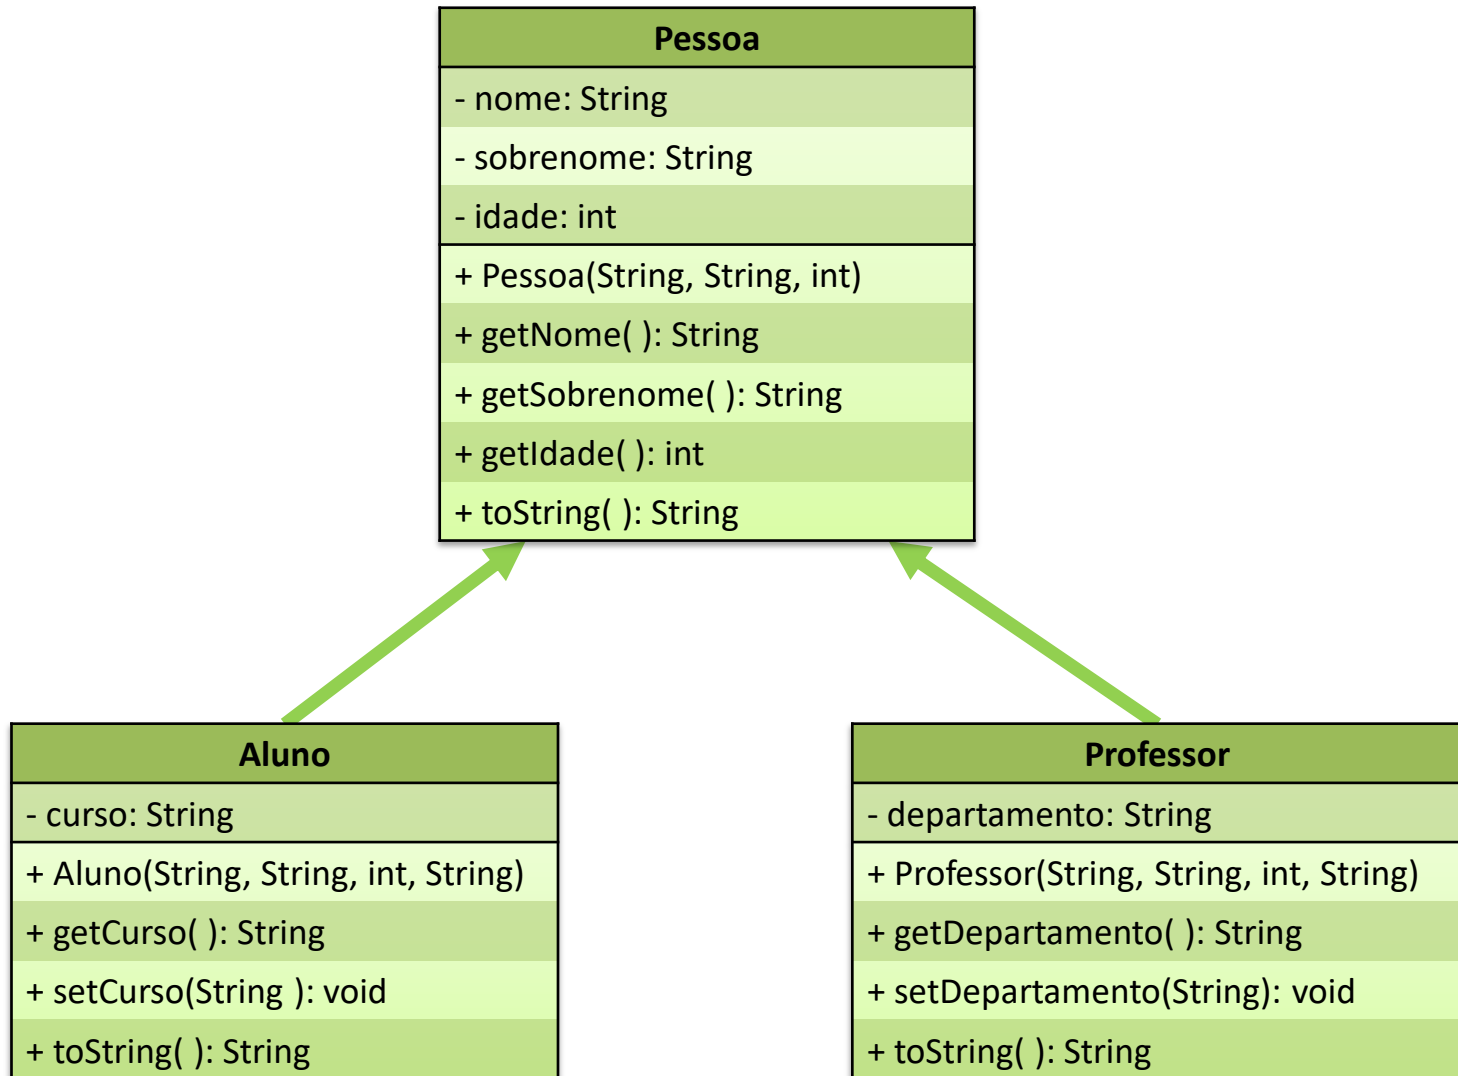 Pessoa
- nome: String
- sobrenome: String
- idade: int
+ Pessoa(String, String, int)
+ getNome( ): String
+ getSobrenome( ): String
+ getIdade( ): int
+ toString( ): String
Aluno
- curso: String
+ Aluno(String, String, int, String)
+ getCurso( ): String
+ setCurso(String ): void
+ toString( ): String
Professor
- departamento: String
+ Professor(String, String, int, String)
+ getDepartamento( ): String
+ setDepartamento(String): void
+ toString( ): String